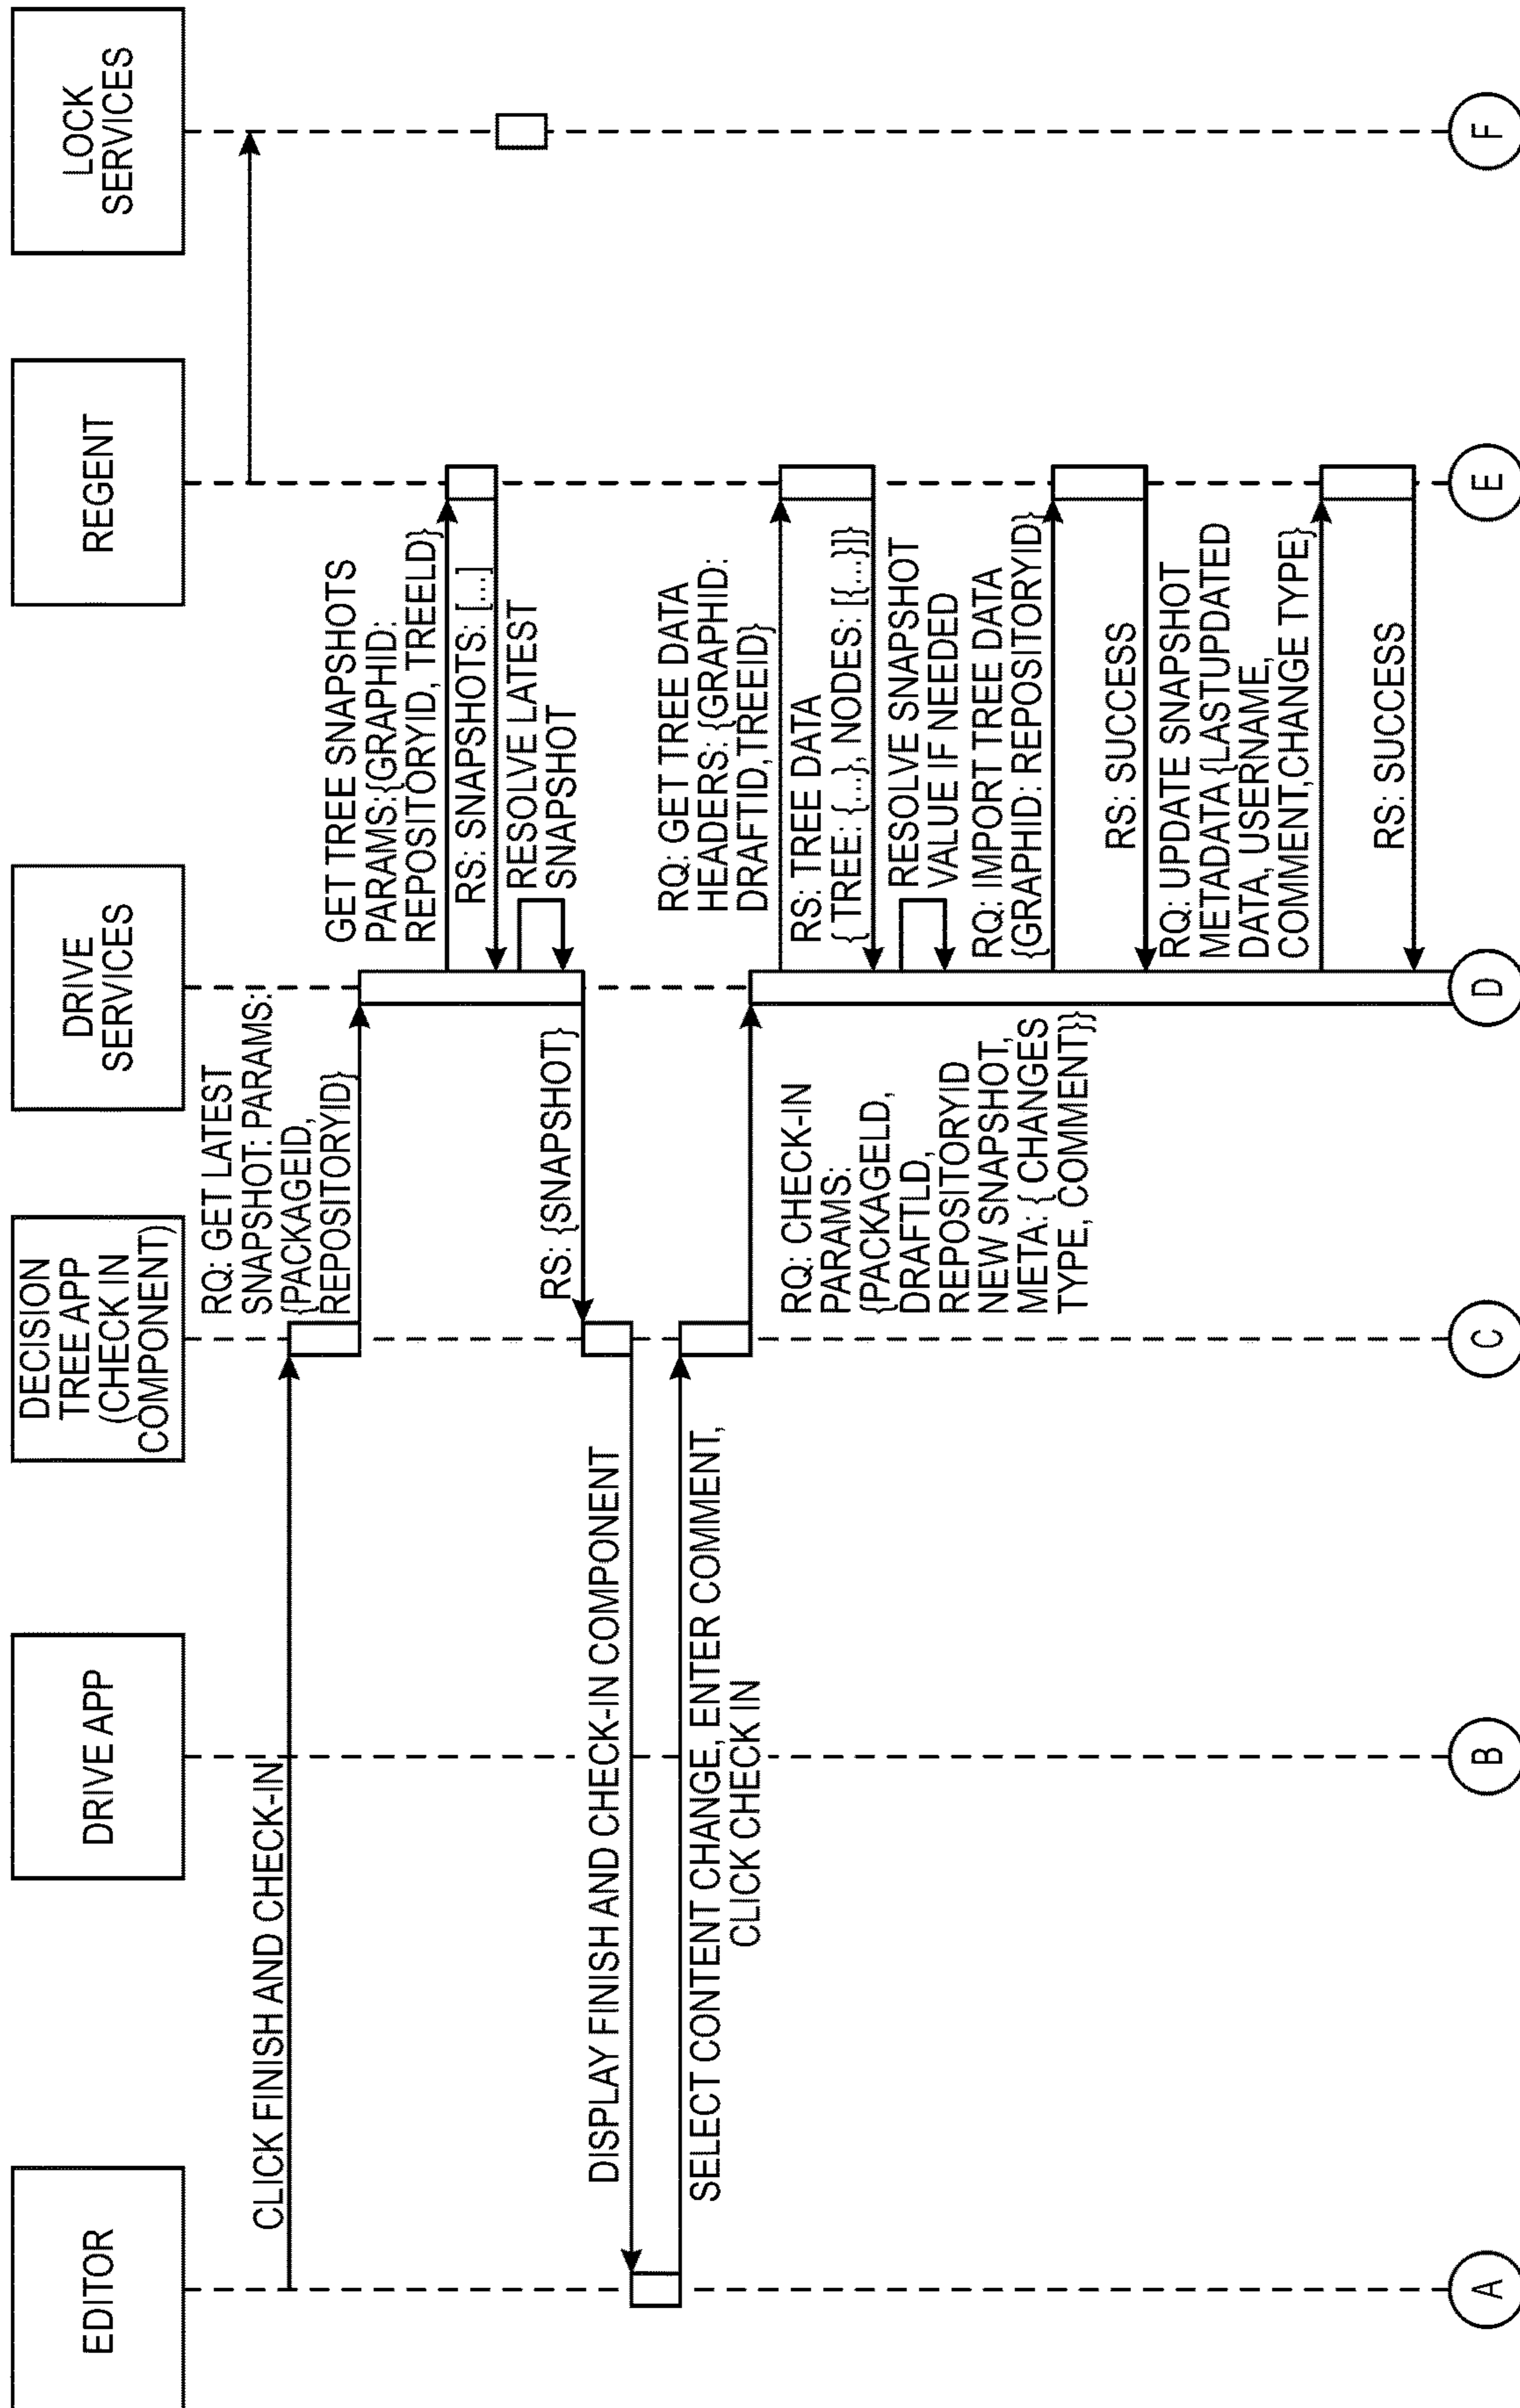 EDITOR
DRIVE APP
DECISION
TREE APP
(CHECK IN
COMPONENT)
DRIVE
SERVICES
REGENT
LOCK
SERVICES
CLICK FINISH AND CHECK-IN
RQ: GET LATEST
SNAPSHOT: PARAMS:
{PACKAGEID,
REPOSITORYID}
GET TREE SNAPSHOTS
PARAMS:{GRAPHID:
REPOSITORYID, TREELD}
RS: SNAPSHOTS: [...]
RESOLVE LATEST
SNAPSHOT
RS: {SNAPSHOT}
DISPLAY FINISH AND CHECK-IN COMPONENT
SELECT CONTENT CHANGE, ENTER COMMENT,
CLICK CHECK IN
RQ: CHECK-IN
PARAMS:
{PACKAGELD,
DRAFTLD,
REPOSITORYID
NEW SNAPSHOT,
META: { CHANGES
TYPE, COMMENT}}
RQ: GET TREE DATA
HEADERS: {GRAPHID:
DRAFTID,TREEID}
RS: TREE DATA
{ TREE: {...}, NODES: [{...}]}
RESOLVE SNAPSHOT
VALUE IF NEEDED
RQ: IMPORT TREE DATA
{GRAPHID: REPOSITORYID}
RS: SUCCESS
RQ: UPDATE SNAPSHOT
METADATA{LASTUPDATED
DATA, USERNAME,
COMMENT,CHANGE TYPE}
RS: SUCCESS
A
B
C
D
E
F